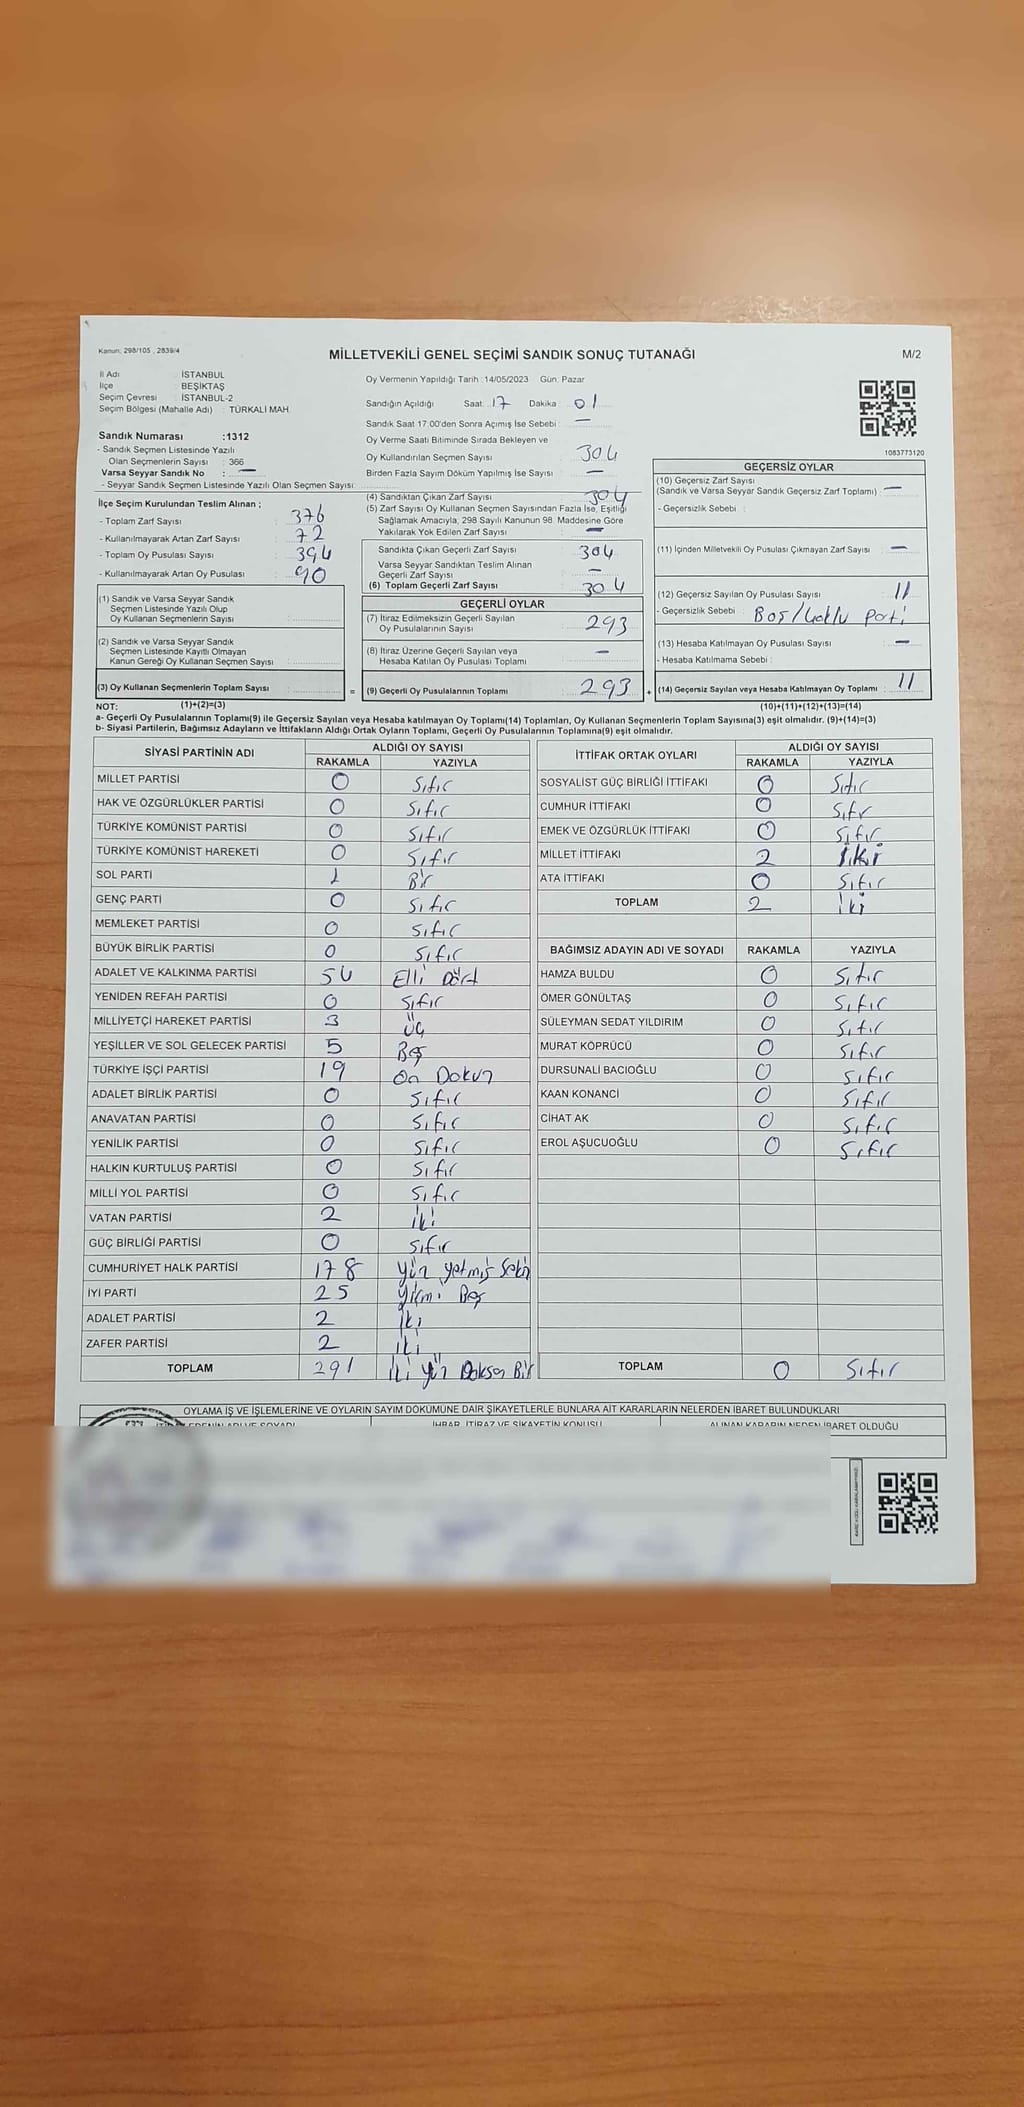 Kanun; 298/105 , 2839/4
MİLLETVEKİLİ GENEL SEÇİMİ SANDIK SONUÇ TUTANAĞI
M/2
İl Adı : İSTANBUL
İlçe : BEŞİKTAŞ
Seçim Çevresi : İSTANBUL-2
Seçim Bölgesi (Mahalle Adı) : TÜRKALİ MAH.
Sandık Numarası :1312
- Sandık Seçmen Listesinde Yazılı
Olan Seçmenlerin Sayısı : 366
Varsa Seyyar Sandık No : —
- Seyyar Sandık Seçmen Listesinde Yazılı Olan Seçmen Sayısı:
Oy Vermenin Yapıldığı Tarih :14/05/2023 Gün: Pazar
Sandığın Açıldığı Saat: 17 Dakika : 01
Sandık Saat 17.00'den Sonra Açımış İse Sebebi : —
Oy Verme Saati Bitiminde Sırada Bekleyen ve
Oy Kullandırılan Seçmen Sayısı : 304
Birden Fazla Sayım Döküm Yapılmış İse Sayısı : —
1083773120
İlçe Seçim Kurulundan Teslim Alınan ;
- Toplam Zarf Sayısı : 376
- Kullanılmayarak Artan Zarf Sayısı : 72
- Toplam Oy Pusulası Sayısı : 394
- Kullanılmayarak Artan Oy Pusulası : 90
(1) Sandık ve Varsa Seyyar Sandık
Seçmen Listesinde Yazılı Olup
Oy Kullanan Seçmenlerin Sayısı :
(2) Sandık ve Varsa Seyyar Sandık
Seçmen Listesinde Kayıtlı Olmayan
Kanun Gereği Oy Kullanan Seçmen Sayısı :
(3) Oy Kullanan Seçmenlerin Toplam Sayısı :
(4) Sandıktan Çıkan Zarf Sayısı : 304
(5) Zarf Sayısı Oy Kullanan Seçmen Sayısından Fazla İse, Eşitliği
Sağlamak Amacıyla, 298 Sayılı Kanunun 98. Maddesine Göre
Yakılarak Yok Edilen Zarf Sayısı : —
Sandıkta Çıkan Geçerli Zarf Sayısı : 304
Varsa Seyyar Sandıktan Teslim Alınan
Geçerli Zarf Sayısı : —
(6) Toplam Geçerli Zarf Sayısı : 304
GEÇERLİ OYLAR
(7) İtiraz Edilmeksizin Geçerli Sayılan
Oy Pusulalarının Sayısı : 293
(8) İtiraz Üzerine Geçerli Sayılan veya
Hesaba Katılan Oy Pusulası Toplamı : —
= (9) Geçerli Oy Pusulalarının Toplamı : 293 +
GEÇERSİZ OYLAR
(10) Geçersiz Zarf Sayısı
(Sandık ve Varsa Seyyar Sandık Geçersiz Zarf Toplamı) : —
- Geçersizlik Sebebi :
(11) İçinden Milletvekili Oy Pusulası Çıkmayan Zarf Sayısı : —
(12) Geçersiz Sayılan Oy Pusulası Sayısı : 11
- Geçersizlik Sebebi : Boş/ Parti
(13) Hesaba Katılmayan Oy Pusulası Sayısı : —
- Hesaba Katılmama Sebebi :
(14) Geçersiz Sayılan veya Hesaba Katılmayan Oy Toplamı : 11
NOT: (1)+(2)=(3) (10)+(11)+(12)+(13)=(14)
a- Geçerli Oy Pusulalarının Toplamı(9) ile Geçersiz Sayılan veya Hesaba katılmayan Oy Toplamı(14) Toplamları, Oy Kullanan Seçmenlerin Toplam Sayısına(3) eşit olmalıdır. (9)+(14)=(3)
b- Siyasi Partilerin, Bağımsız Adayların ve İttifakların Aldığı Ortak Oyların Toplamı, Geçerli Oy Pusulalarının Toplamına(9) eşit olmalıdır.
SİYASİ PARTİNİN ADI ALDIĞI OY SAYISI
RAKAMLA YAZIYLA
MİLLET PARTİSİ 0 Sıfır
HAK VE ÖZGÜRLÜKLER PARTİSİ 0 Sıfır
TÜRKİYE KOMÜNİST PARTİSİ 0 Sıfır
TÜRKİYE KOMÜNİST HAREKETİ 0 Sıfır
SOL PARTİ 1 Bir
GENÇ PARTİ 0 Sıfır
MEMLEKET PARTİSİ 0 Sıfır
BÜYÜK BİRLİK PARTİSİ 0 Sıfır
ADALET VE KALKINMA PARTİSİ 54 Elli Dört
YENİDEN REFAH PARTİSİ 0 Sıfır
MİLLİYETÇİ HAREKET PARTİSİ 3 Üç
YEŞİLLER VE SOL GELECEK PARTİSİ 5 Beş
TÜRKİYE İŞÇİ PARTİSİ 19 On Dokuz
ADALET BİRLİK PARTİSİ 0 Sıfır
ANAVATAN PARTİSİ 0 Sıfır
YENİLİK PARTİSİ 0 Sıfır
HALKIN KURTULUŞ PARTİSİ 0 Sıfır
MİLLİ YOL PARTİSİ 0 Sıfır
VATAN PARTİSİ 2 İki
GÜÇ BİRLİĞİ PARTİSİ 0 Sıfır
CUMHURİYET HALK PARTİSİ 178 Yüz Yetmiş Sekiz
İYİ PARTİ 25 Yirmi Beş
ADALET PARTİSİ 2 İki
ZAFER PARTİSİ 2 İki
TOPLAM 291 İki Yüz Doksan Bir
İTTİFAK ORTAK OYLARI ALDIĞI OY SAYISI
RAKAMLA YAZIYLA
SOSYALİST GÜÇ BİRLİĞİ İTTİFAKI 0 Sıfır
CUMHUR İTTİFAKI 0 Sıfır
EMEK VE ÖZGÜRLÜK İTTİFAKI 0 Sıfır
MİLLET İTTİFAKI 2 İki
ATA İTTİFAKI 0 Sıfır
TOPLAM 2 İki
BAĞIMSIZ ADAYIN ADI VE SOYADI RAKAMLA YAZIYLA
HAMZA BULDU 0 Sıfır
ÖMER GÖNÜLTAŞ 0 Sıfır
SÜLEYMAN SEDAT YILDIRIM 0 Sıfır
MURAT KÖPRÜCÜ 0 Sıfır
DURSUNALİ BACIOĞLU 0 Sıfır
KAAN KONANCİ 0 Sıfır
CİHAT AK 0 Sıfır
EROL AŞUCUOĞLU 0 Sıfır
TOPLAM 0 Sıfır
OYLAMA İŞ VE İŞLEMLERİNE VE OYLARIN SAYIM DÖKÜMÜNE DAİR ŞİKAYETLERLE BUNLARA AİT KARARLARIN NELERDEN İBARET BULUNDUKLARI
İHBAR, İTİRAZ VE ŞİKAYETİN KONUSU
ALINAN KARARIN NEDEN İBARET OLDUĞU